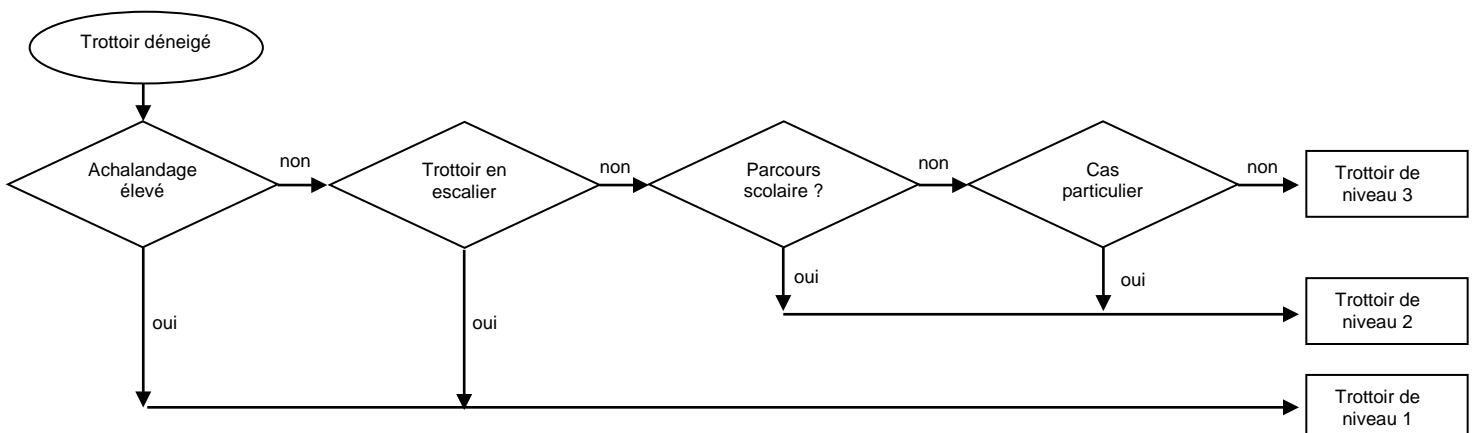 Trottoir déneigé
Achalandage
élevé
non
Trottoir en
escalier
non
Parcours
scolaire ?
non
Cas
particulier
non
Trottoir de
niveau 3
oui
oui
Trottoir de
niveau 2
oui
oui
Trottoir de
niveau 1